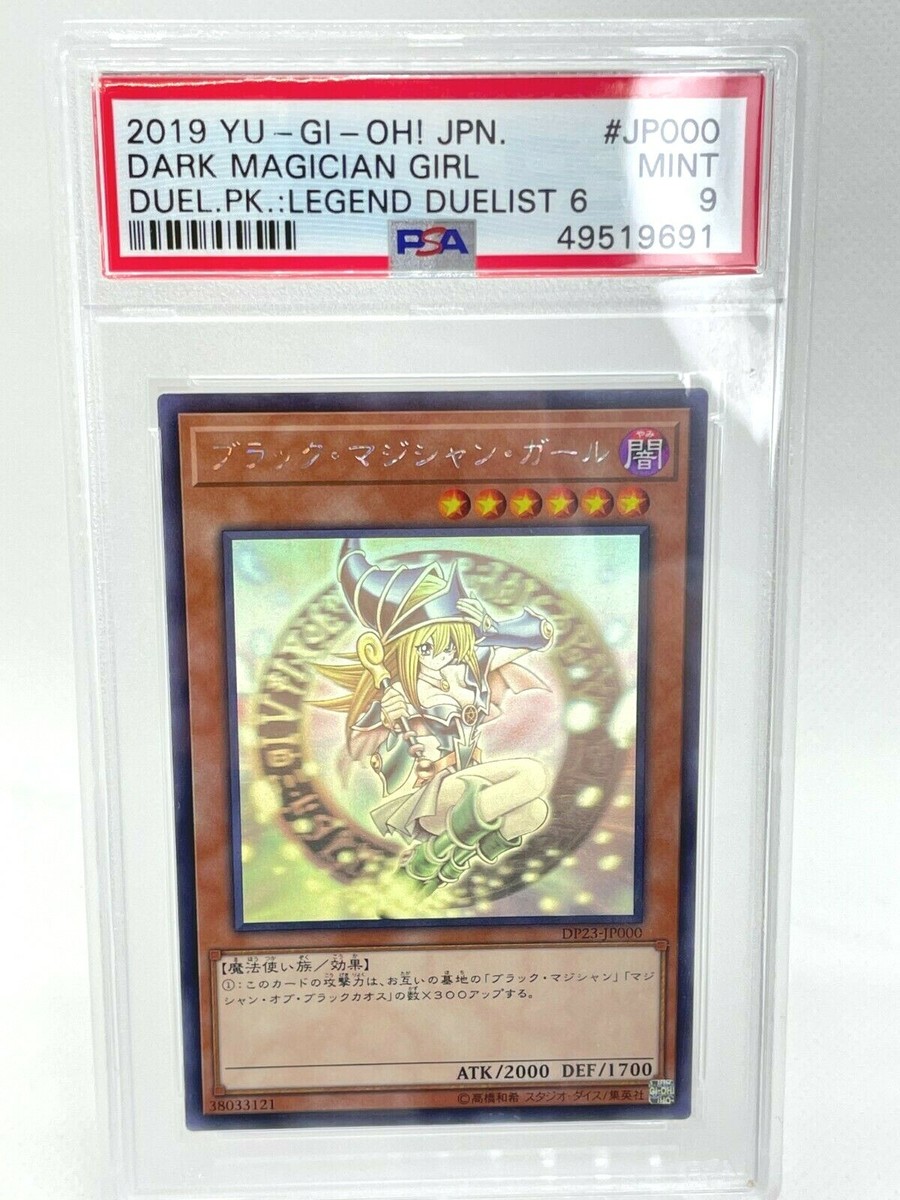 2019 YU-GI-OH! JPN. #JP000
DARK MAGICIAN GIRL MINT
DUEL.PK.:LEGEND DUELIST 6 9
PSA 49519691
ブラック・マジシャン・ガール 闇
DP23-JP000
【魔法使い族/効果】
①:このカードの攻撃力は、お互いの墓地の「ブラック・マジシャン」「マジ
シャン・オブ・ブラックカオス」の数×300アップする。
ATK/2000 DEF/1700
38033121 ©高橋和希 スタジオ・ダイス/集英社